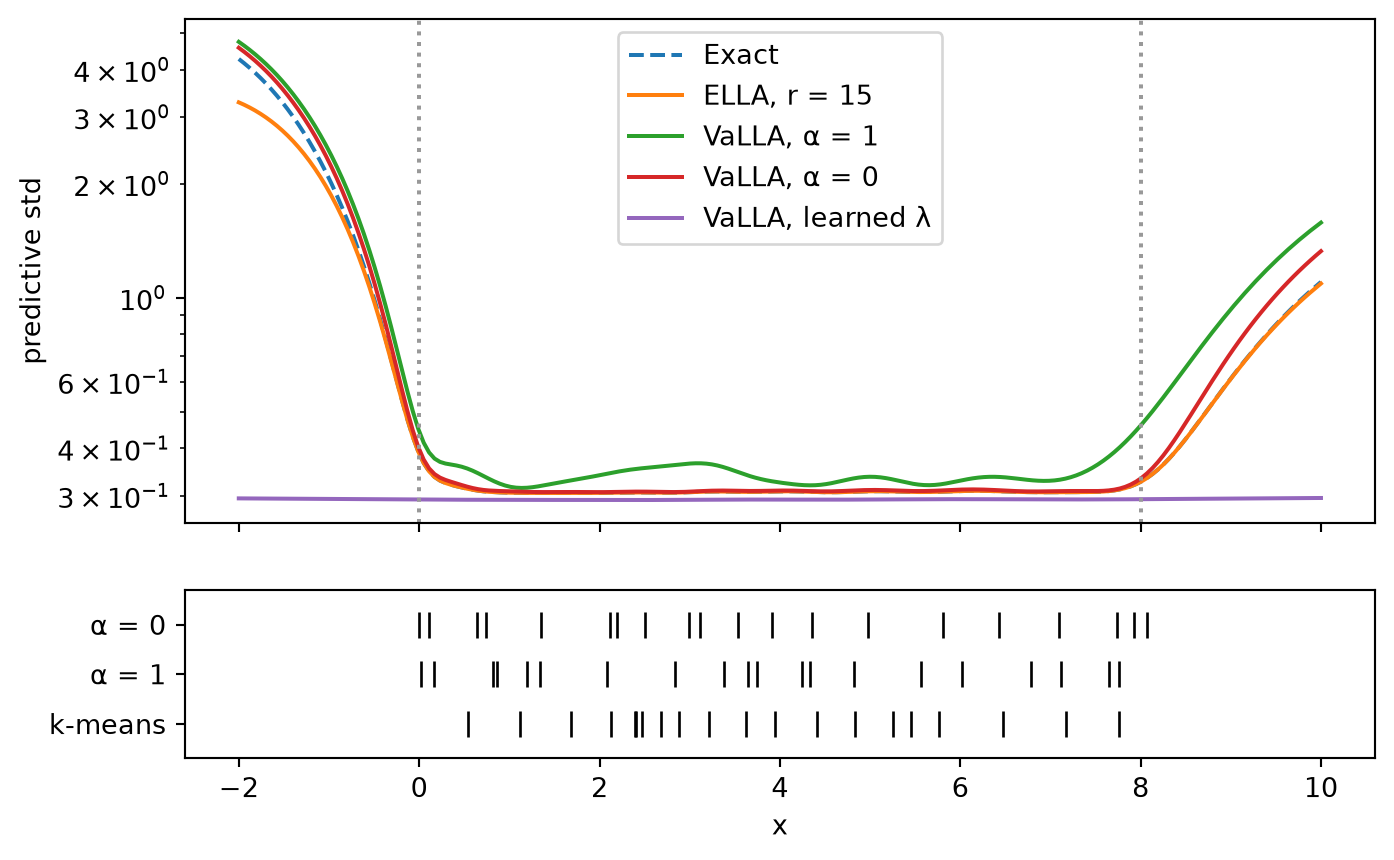 predictive std
4 × 10⁰
3 × 10⁰
2 × 10⁰
10⁰
6 × 10⁻¹
4 × 10⁻¹
3 × 10⁻¹
Exact
ELLA, r = 15
VaLLA, α = 1
VaLLA, α = 0
VaLLA, learned λ
α = 0
α = 1
k-means
−2 0 2 4 6 8 10
x